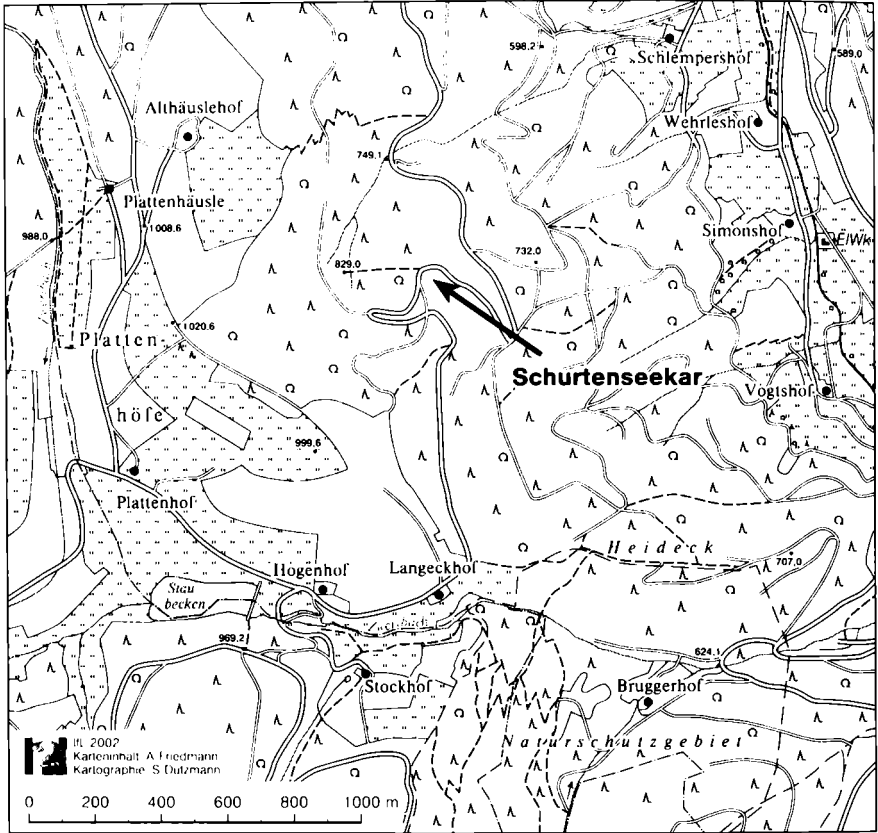 598.2
Schlempershof
589.0
Althäuslehof
Wehrleshof
749.1
Plattenhäusle
988.0
1008.6
Simonshof
ElWk
732.0
829.0
1020.6
Platten-
Schurtenseekar
Vogtshof
höfe
999.6
Plattenhof
Heideck
707,0
Hogenhof
Langeckhof
Stau
becken
Zweribach
969.2
624.1
Stockhof
Bruggerhof
Naturschutzgebiet
IfL 2002
Karteninhalt A Friedmann
Kartographie S Dutzmann
0 200 400 600 800 1000 m